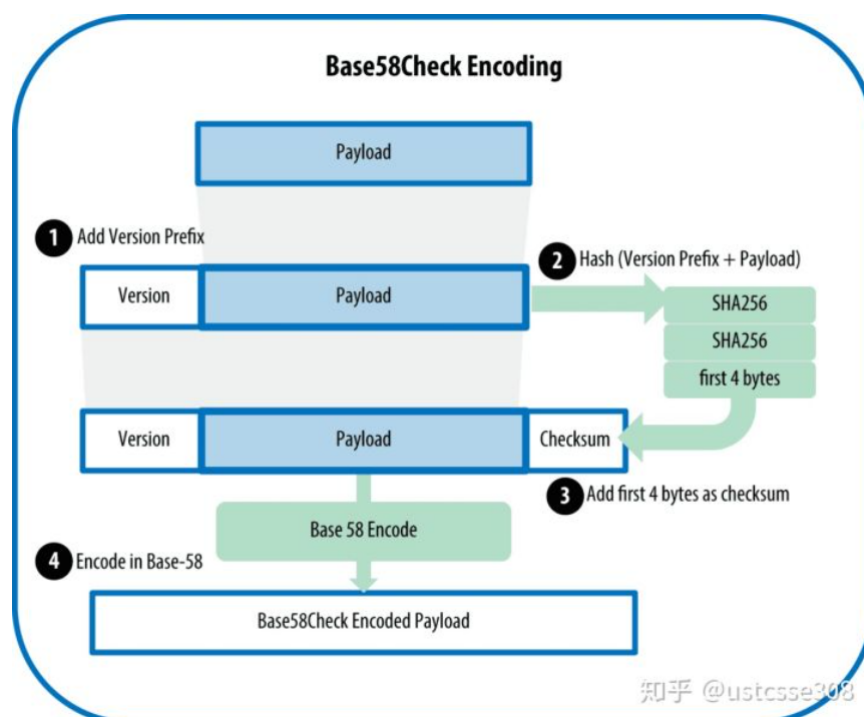 Base58Check Encoding
Payload
1 Add Version Prefix
2 Hash (Version Prefix + Payload)
Version
Payload
SHA256
SHA256
first 4 bytes
Version
Payload
Checksum
3 Add first 4 bytes as checksum
Base 58 Encode
4 Encode in Base-58
Base58Check Encoded Payload
知乎 @ustcsse308